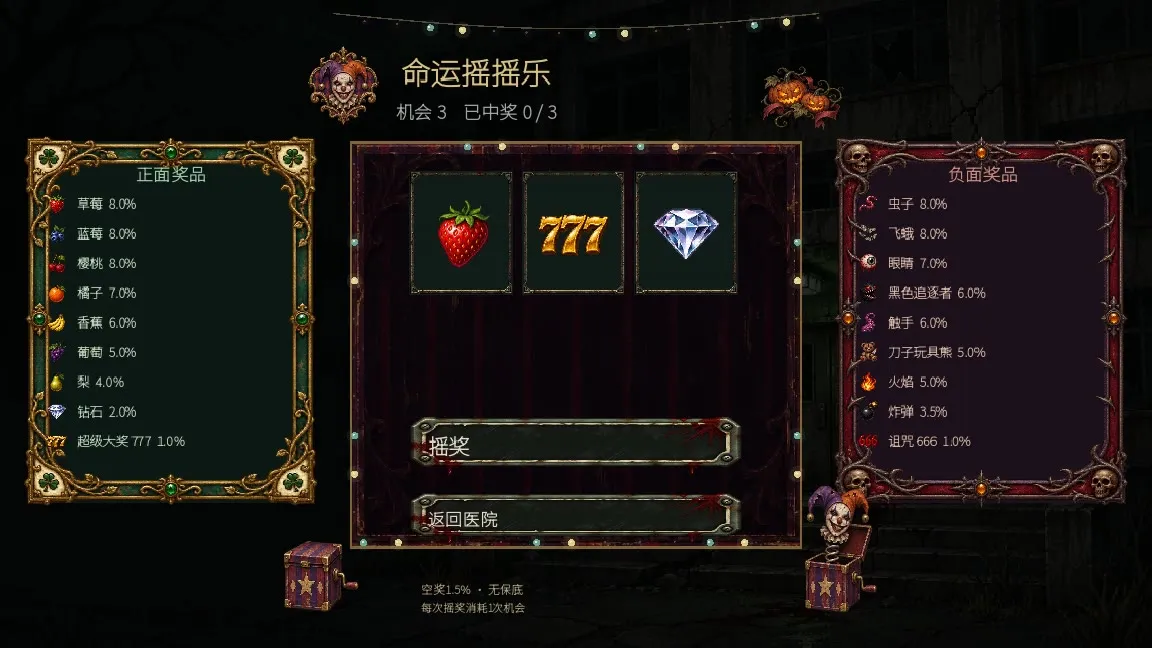 命运摇摇乐
机会 3 已中奖 0 / 3
正面奖品
草莓 8.0%
蓝莓 8.0%
樱桃 8.0%
橘子 7.0%
香蕉 6.0%
葡萄 5.0%
梨 4.0%
钻石 2.0%
777 超级大奖 777 1.0%
777
摇奖
返回医院
空奖1.5% · 无保底
每次摇奖消耗1次机会
负面奖品
虫子 8.0%
飞蛾 8.0%
眼睛 7.0%
黑色追逐者 6.0%
触手 6.0%
刀子玩具熊 5.0%
火焰 5.0%
炸弹 3.5%
666 诅咒 666 1.0%